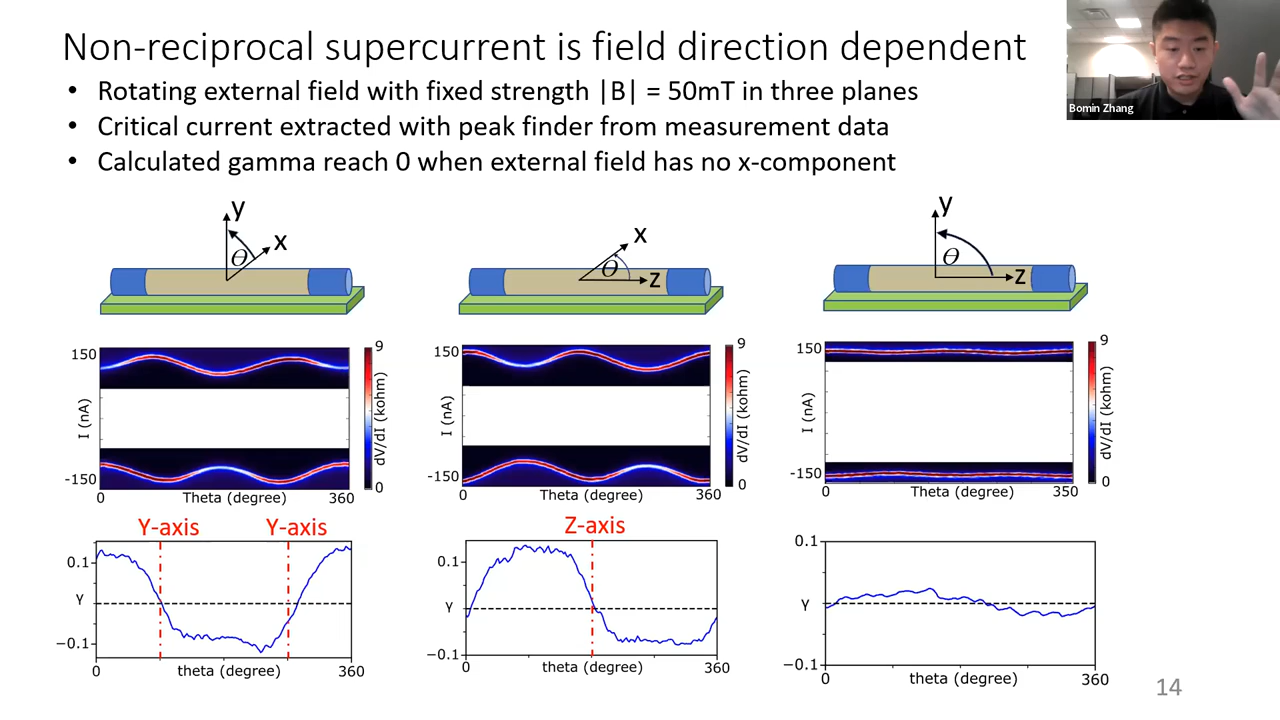 Non-reciprocal supercurrent is field direction dependent
Bomin Zhang
• Rotating external field with fixed strength |B| = 50mT in three planes
• Critical current extracted with peak finder from measurement data
• Calculated gamma reach 0 when external field has no x-component
y
x
θ
x
θ
z
y
θ
z
150
I (nA)
-150
0
Theta (degree)
360
9
dV/dI (kohm)
0
150
I (nA)
-150
0
Theta (degree)
360
9
dV/dI (kohm)
0
150
I (nA)
-150
0
Theta (degree)
350
9
dV/dI (kohm)
0
Y-axis
Y-axis
0.1
γ
−0.1
0
theta (degree)
360
Z-axis
0.1
γ
−0.1
0
theta (degree)
360
0.1
γ
−0.1
0
theta (degree)
360
14